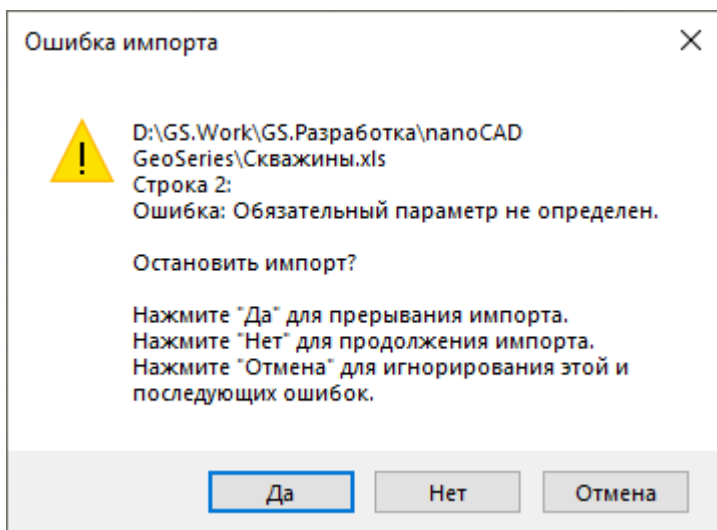 Ошибка импорта
D:\GS.Work\GS.Разработка\nanoCAD
GeoSeries\Скважины.xls
Строка 2:
Ошибка: Обязательный параметр не определен.
Остановить импорт?
Нажмите "Да" для прерывания импорта.
Нажмите "Нет" для продолжения импорта.
Нажмите "Отмена" для игнорирования этой и
последующих ошибок.
Да
Нет
Отмена